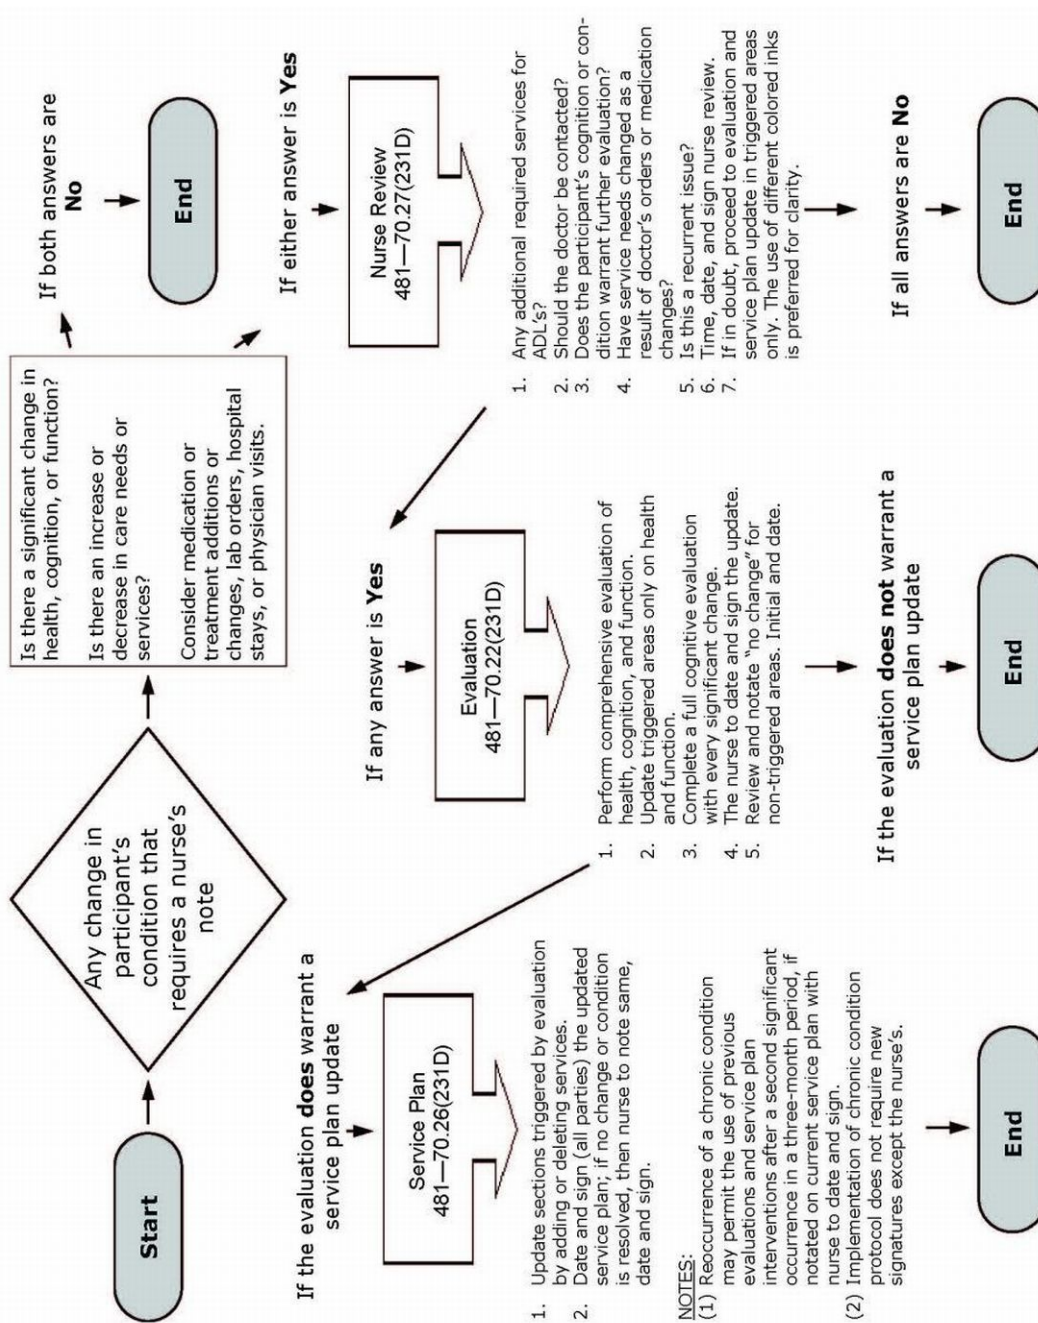 Start
Any change in
participant's
condition that
requires a nurse's
note
Is there a significant change in
health, cognition, or function?
Is there an increase or
decrease in care needs or
services?
Consider medication or
treatment additions or
changes, lab orders, hospital
stays, or physician visits.
If both answers are
No
End
If either answer is Yes
Nurse Review
481—70.27(231D)
1. Any additional required services for
ADL's?
2. Should the doctor be contacted?
3. Does the participant's cognition or con-
dition warrant further evaluation?
4. Have service needs changed as a
result of doctor's orders or medication
changes?
5. Is this a recurrent issue?
6. Time, date, and sign nurse review.
7. If in doubt, proceed to evaluation and
service plan update in triggered areas
only. The use of different colored inks
is preferred for clarity.
If all answers are No
End
If any answer is Yes
Evaluation
481—70.22(231D)
1. Perform comprehensive evaluation of
health, cognition, and function.
2. Update triggered areas only on health
and function.
3. Complete a full cognitive evaluation
with every significant change.
4. The nurse to date and sign the update.
5. Review and notate "no change" for
non-triggered areas. Initial and date.
If the evaluation does not warrant a
service plan update
End
If the evaluation does warrant a
service plan update
Service Plan
481—70.26(231D)
1. Update sections triggered by evaluation
by adding or deleting services.
2. Date and sign (all parties) the updated
service plan; if no change or condition
is resolved, then nurse to note same,
date and sign.
NOTES:
(1) Reoccurrence of a chronic condition
may permit the use of previous
evaluations and service plan
interventions after a second significant
occurrence in a three-month period, if
notated on current service plan with
nurse to date and sign.
(2) Implementation of chronic condition
protocol does not require new
signatures except the nurse's.
End